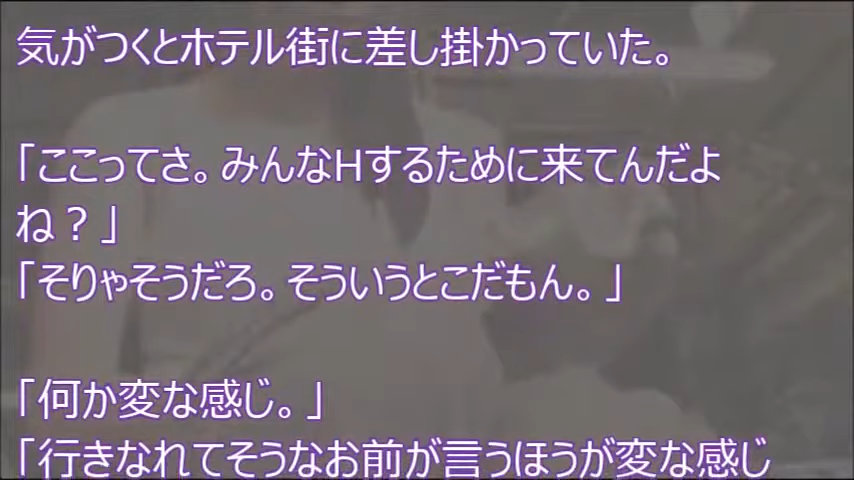 気がつくとホテル街に差し掛かっていた。
「ここってさ。みんなHするために来てんだよ
ね？」
「そりゃそうだろ。そういうとこだもん。」
「何か変な感じ。」
「行きなれてそうなお前が言うほうが変な感じ